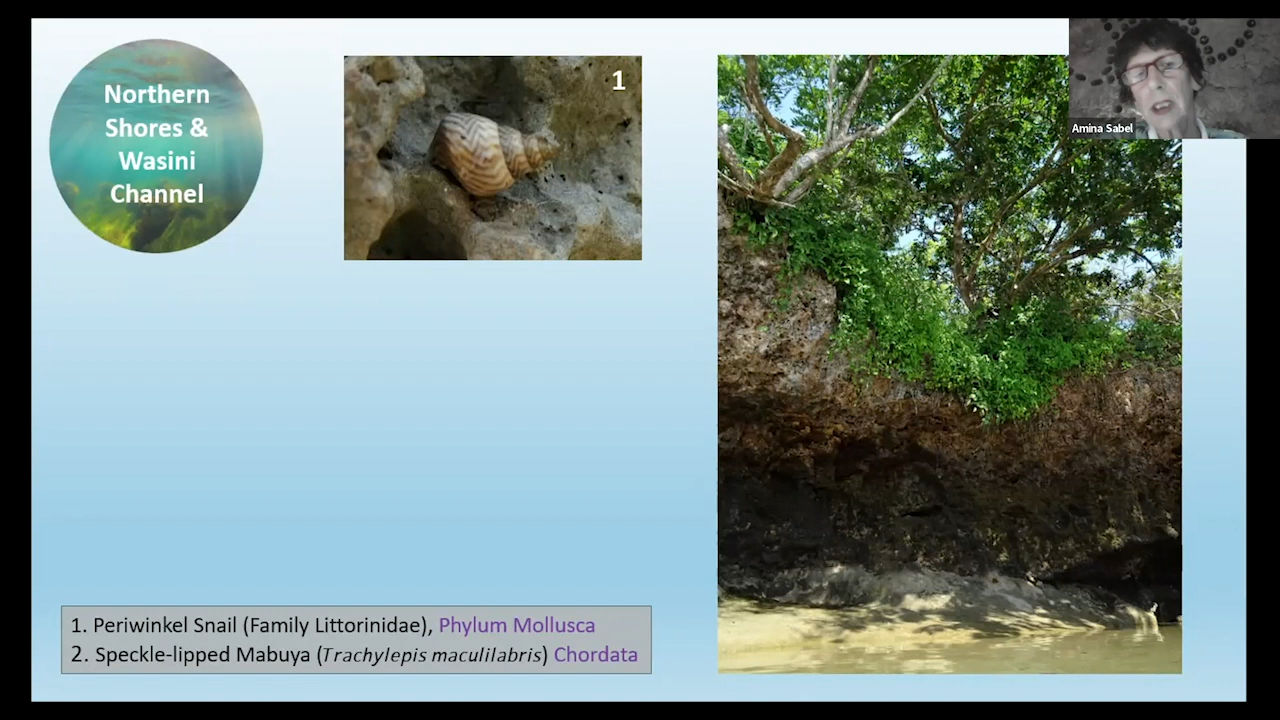 Northern
Shores &
Wasini
Channel
1
Amina Sabel
1. Periwinkel Snail (Family Littorinidae), Phylum Mollusca
2. Speckle-lipped Mabuya (Trachylepis maculilabris) Chordata